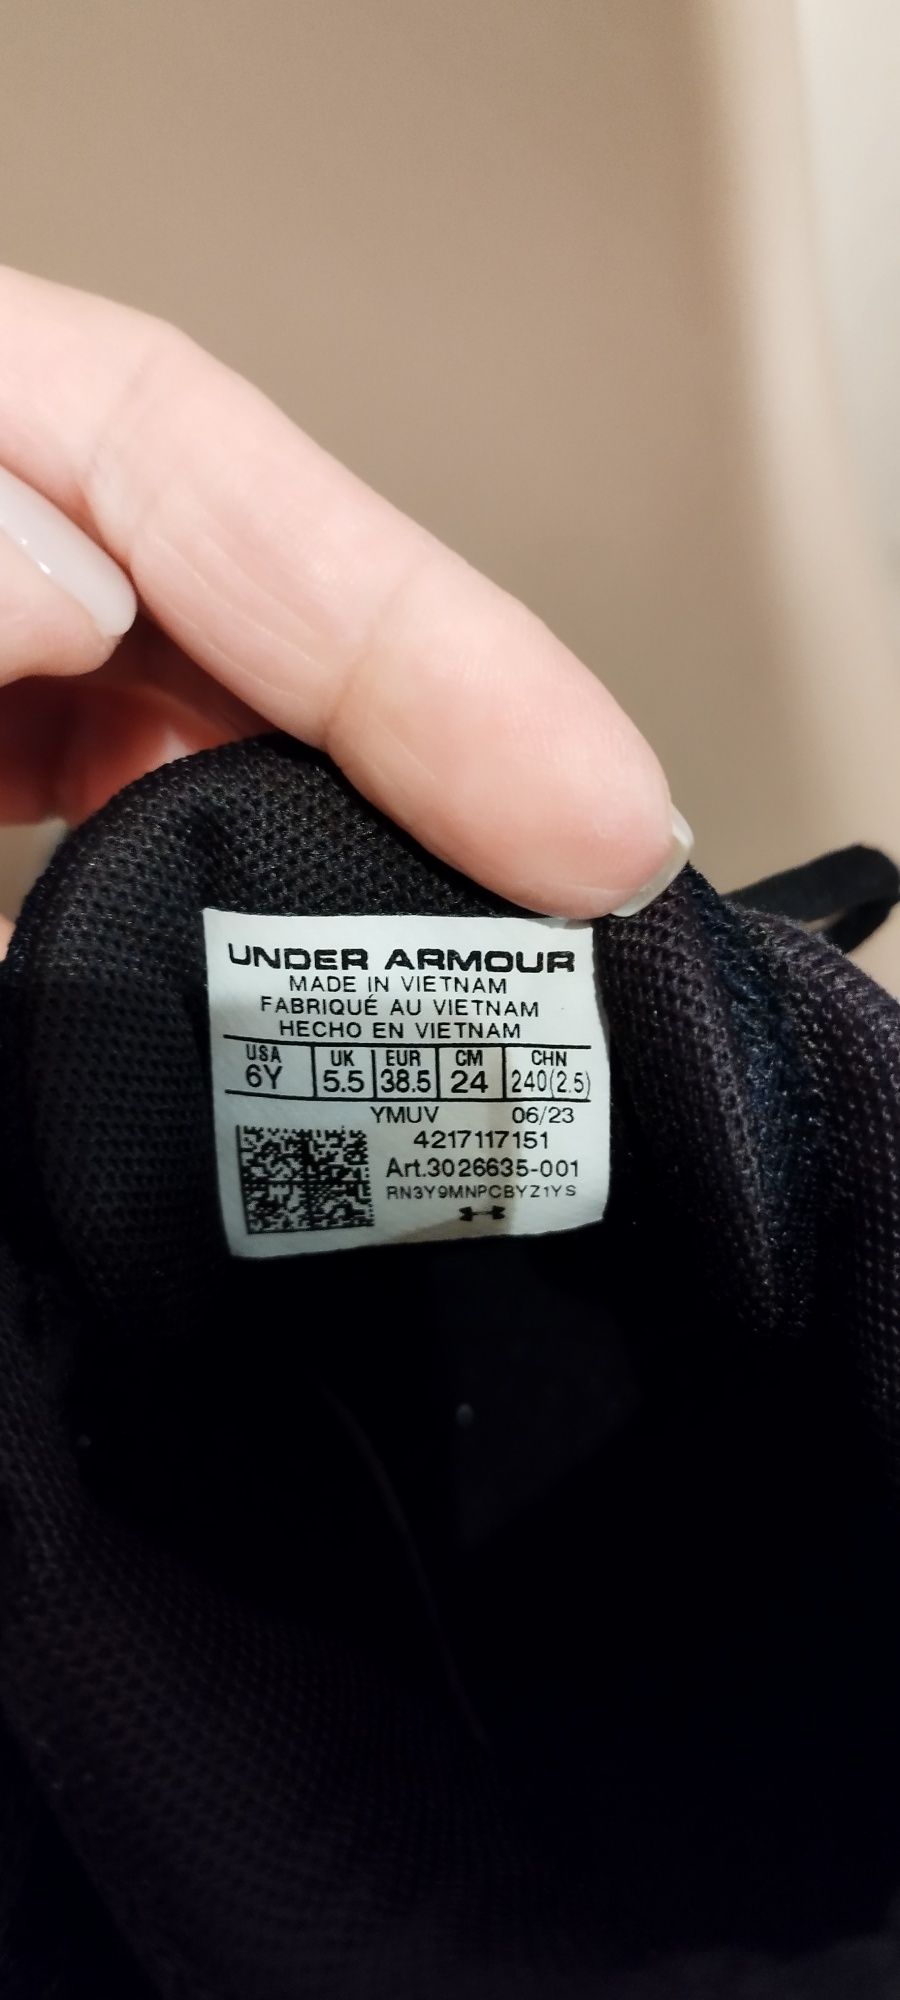 UNDER ARMOUR
MADE IN VIETNAM
FABRIQUÉ AU VIETNAM
HECHO EN VIETNAM
USA UK EUR CM CHN
6Y 5.5 38.5 24 240(2.5)
YMUV 06/23
4217117151
Art.3026635-001
RN3Y9MNPCBYZ1YS